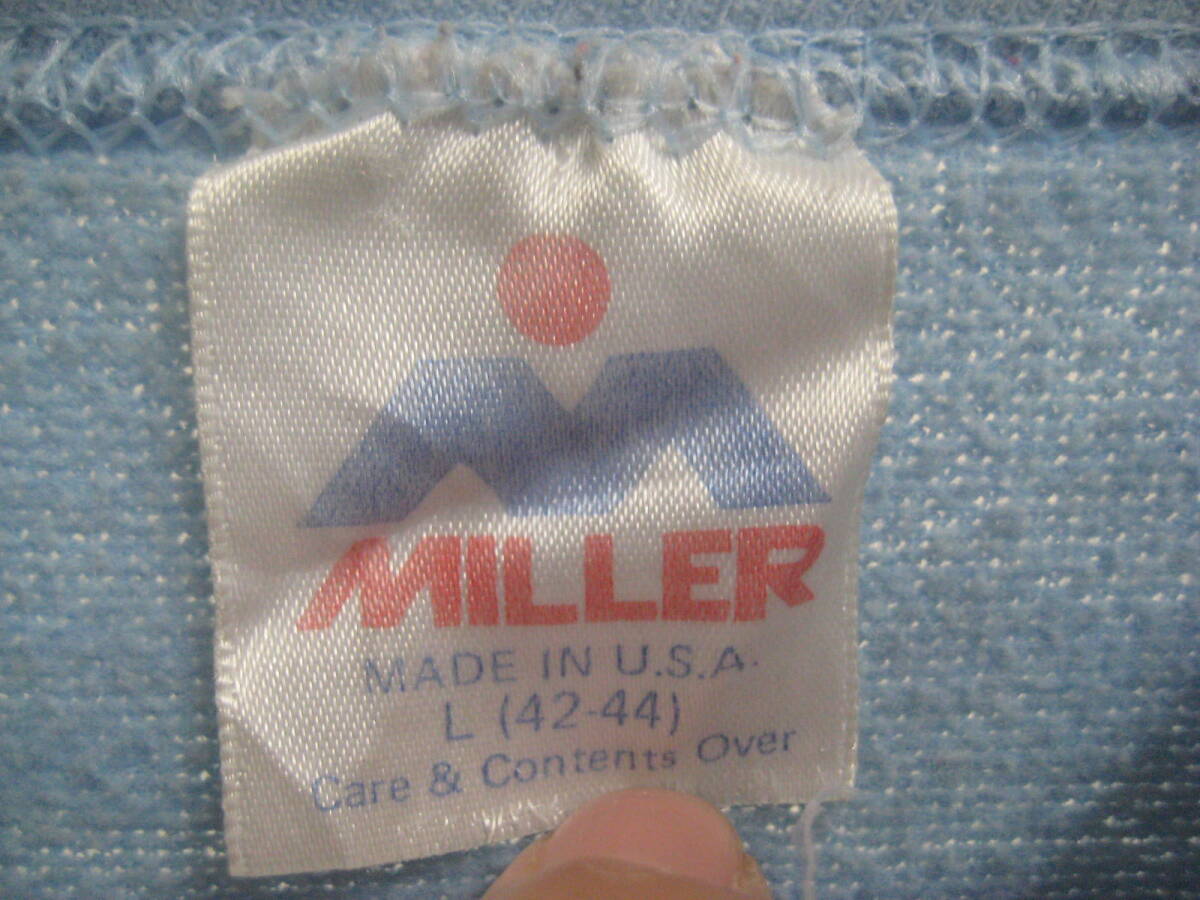 MILLER
MADE IN U.S.A.
L (42-44)
Care & Contents Over